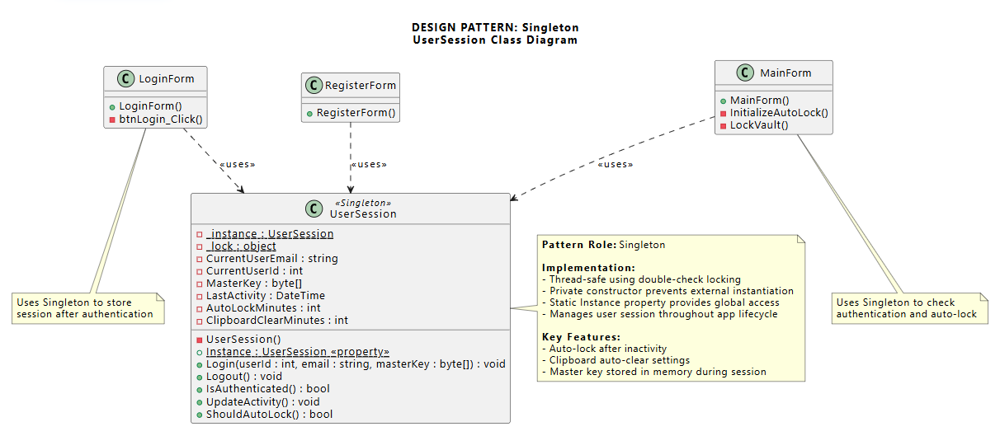 DESIGN PATTERN: Singleton
UserSession Class Diagram
C LoginForm
LoginForm()
btnLogin_Click()
C RegisterForm
RegisterForm()
C MainForm
MainForm()
InitializeAutoLock()
LockVault()
«uses»
«uses»
«uses»
C «Singleton»
UserSession
_instance : UserSession
_lock : object
CurrentUserEmail : string
CurrentUserId : int
MasterKey : byte[]
LastActivity : DateTime
AutoLockMinutes : int
ClipboardClearMinutes : int
UserSession()
Instance : UserSession «property»
Login(userId : int, email : string, masterKey : byte[]) : void
Logout() : void
IsAuthenticated() : bool
UpdateActivity() : void
ShouldAutoLock() : bool
Uses Singleton to store
session after authentication
Pattern Role: Singleton
Implementation:
- Thread-safe using double-check locking
- Private constructor prevents external instantiation
- Static Instance property provides global access
- Manages user session throughout app lifecycle
Key Features:
- Auto-lock after inactivity
- Clipboard auto-clear settings
- Master key stored in memory during session
Uses Singleton to check
authentication and auto-lock